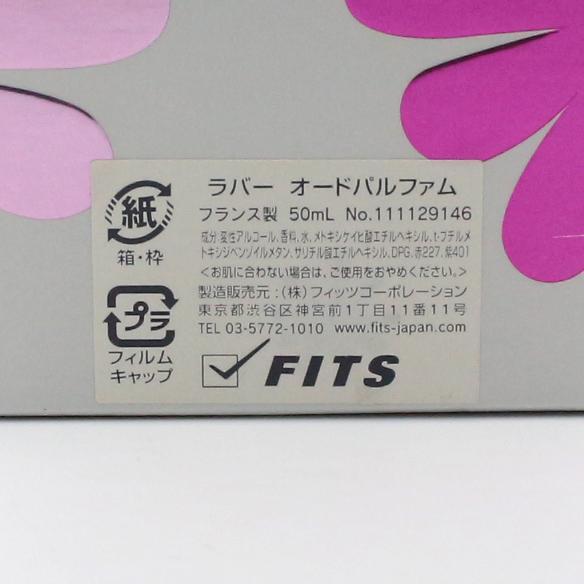 紙
箱・枠
プラ
フィルム
キャップ
ラバー オードパルファム
フランス製 50mL No.111129146
成分:変性アルコール、香料、水、メトキシケイヒ酸エチルヘキシル、t-ブチルメ
トキシジベンゾイルメタン、サリチル酸エチルヘキシル、DPG、赤227、紫401
<お肌に合わない場合は、ご使用をおやめください。>
製造販売元:(株)フィッツコーポレーション
東京都渋谷区神宮前1丁目11番11号
TEL 03-5772-1010 www.fits-japan.com
FITS